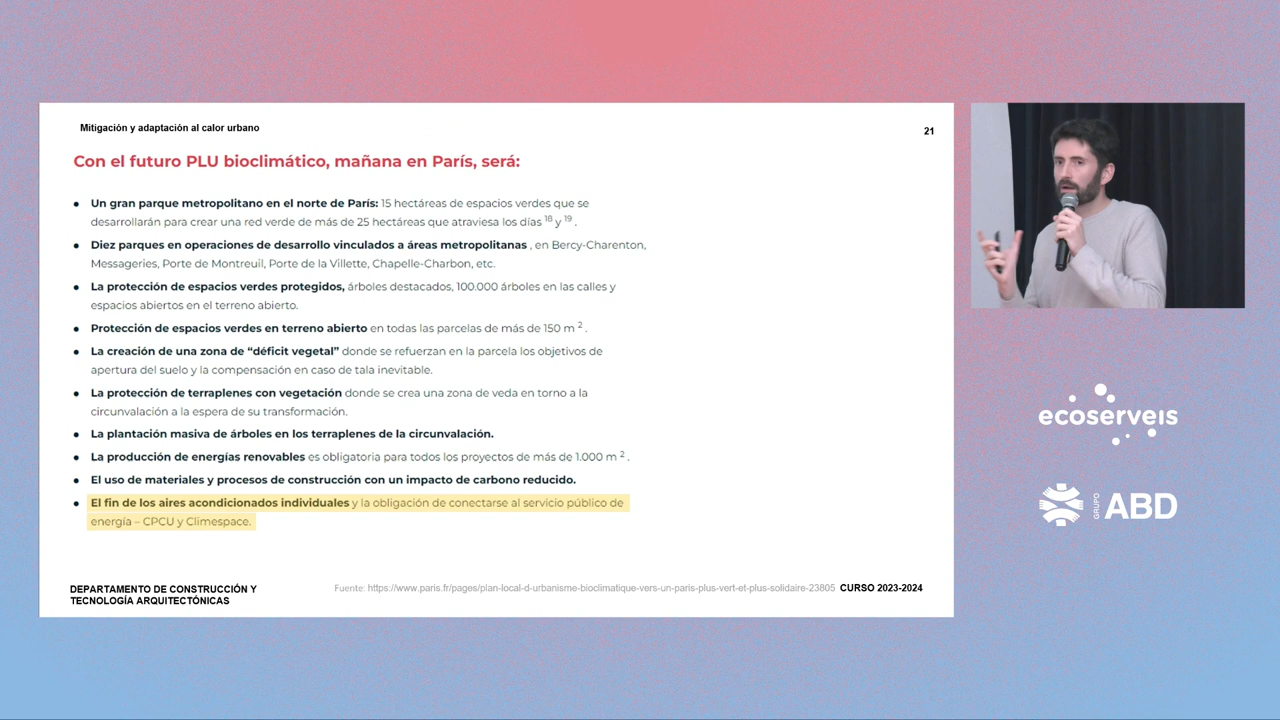 Mitigación y adaptación al calor urbano
21
Con el futuro PLU bioclimático, mañana en París, será:
● Un gran parque metropolitano en el norte de París: 15 hectáreas de espacios verdes que se
desarrollarán para crear una red verde de más de 25 hectáreas que atraviesa los días 18 y 19 .
● Diez parques en operaciones de desarrollo vinculados a áreas metropolitanas , en Bercy-Charenton,
Messageries, Porte de Montreuil, Porte de la Villette, Chapelle-Charbon, etc.
● La protección de espacios verdes protegidos, árboles destacados, 100.000 árboles en las calles y
espacios abiertos en el terreno abierto.
● Protección de espacios verdes en terreno abierto en todas las parcelas de más de 150 m 2 .
● La creación de una zona de “déficit vegetal” donde se refuerzan en la parcela los objetivos de
apertura del suelo y la compensación en caso de tala inevitable.
● La protección de terraplenes con vegetación donde se crea una zona de veda en torno a la
circunvalación a la espera de su transformación.
● La plantación masiva de árboles en los terraplenes de la circunvalación.
● La producción de energías renovables es obligatoria para todos los proyectos de más de 1.000 m 2 .
● El uso de materiales y procesos de construcción con un impacto de carbono reducido.
● El fin de los aires acondicionados individuales y la obligación de conectarse al servicio público de
energía – CPCU y Climespace.
DEPARTAMENTO DE CONSTRUCCIÓN Y
TECNOLOGÍA ARQUITECTÓNICAS
Fuente: https://www.paris.fr/pages/plan-local-d-urbanisme-bioclimatique-vers-un-paris-plus-vert-et-plus-solidaire-23805
CURSO 2023-2024
ecoserveis
GRUPO
ABD